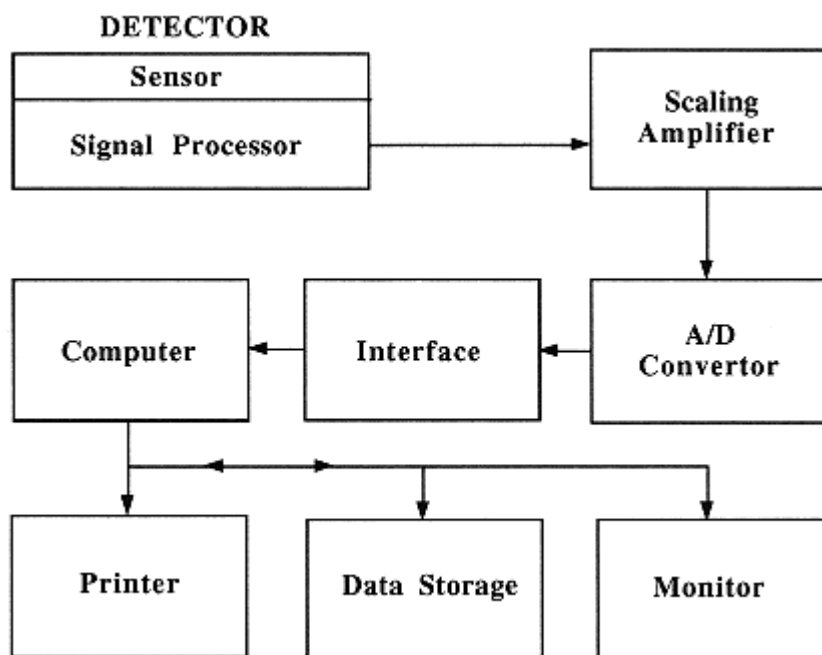 DETECTOR
Sensor
Signal Processor
Scaling
Amplifier
Computer
Interface
A/D
Convertor
Printer
Data Storage
Monitor